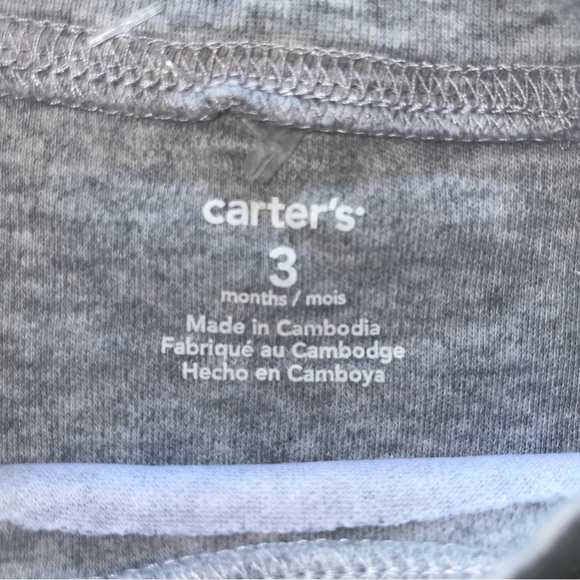 carter's
3
months / mois
Made in Cambodia
Fabriqué au Cambodge
Hecho en Camboya